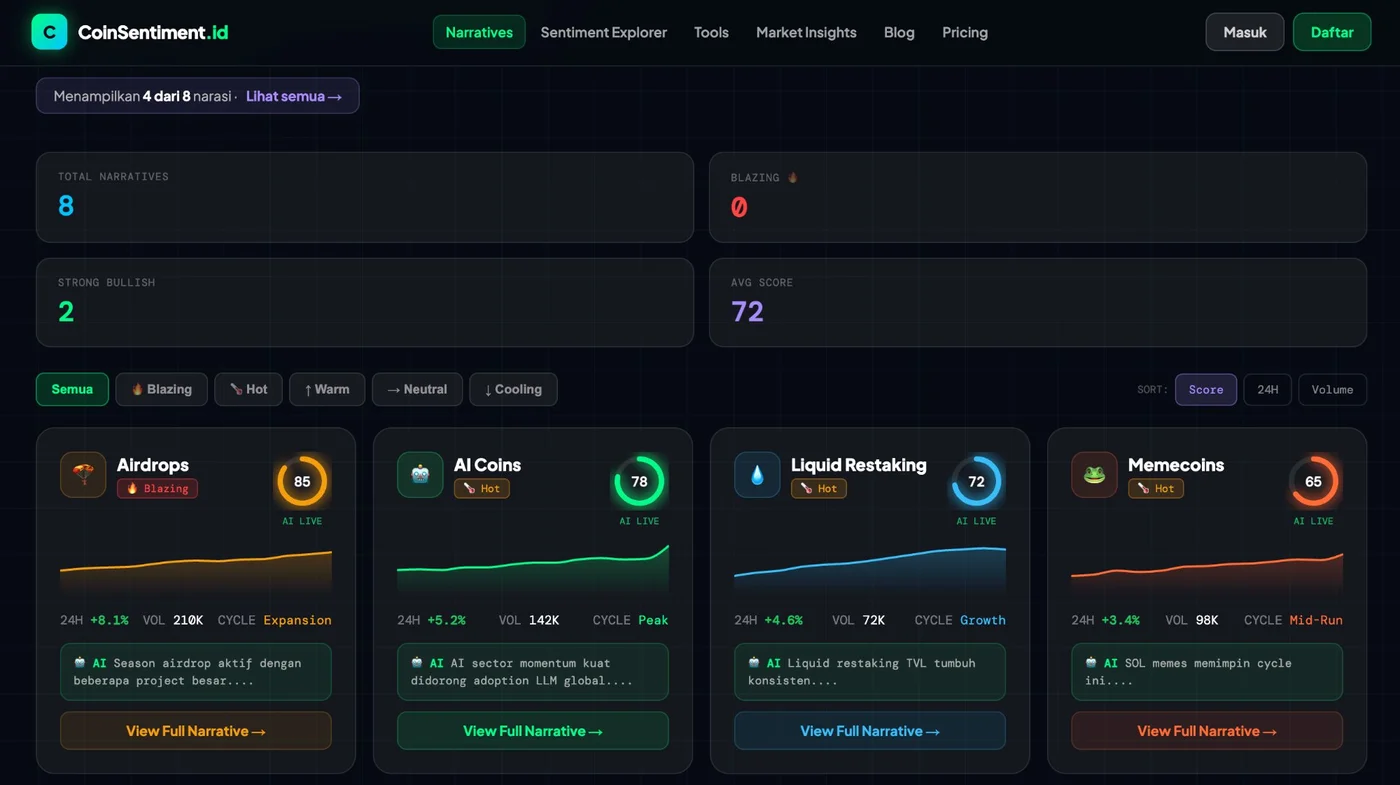 C CoinSentiment.id Narratives Sentiment Explorer Tools Market Insights Blog Pricing Masuk Daftar
Menampilkan 4 dari 8 narasi · Lihat semua →
TOTAL NARRATIVES
8
BLAZING 🔥
0
STRONG BULLISH
2
AVG SCORE
72
Semua 🔥 Blazing Hot ↑ Warm → Neutral ↓ Cooling SORT: Score 24H Volume
Airdrops
🔥 Blazing
85
AI LIVE
24H +8.1% VOL 210K CYCLE Expansion
🤖 AI Season airdrop aktif dengan
beberapa project besar....
View Full Narrative →
AI Coins
Hot
78
AI LIVE
24H +5.2% VOL 142K CYCLE Peak
🤖 AI AI sector momentum kuat
didorong adoption LLM global....
View Full Narrative →
Liquid Restaking
Hot
72
AI LIVE
24H +4.6% VOL 72K CYCLE Growth
🤖 AI Liquid restaking TVL tumbuh
konsisten....
View Full Narrative →
Memecoins
Hot
65
AI LIVE
24H +3.4% VOL 98K CYCLE Mid-Run
🤖 AI SOL memes memimpin cycle
ini....
View Full Narrative →